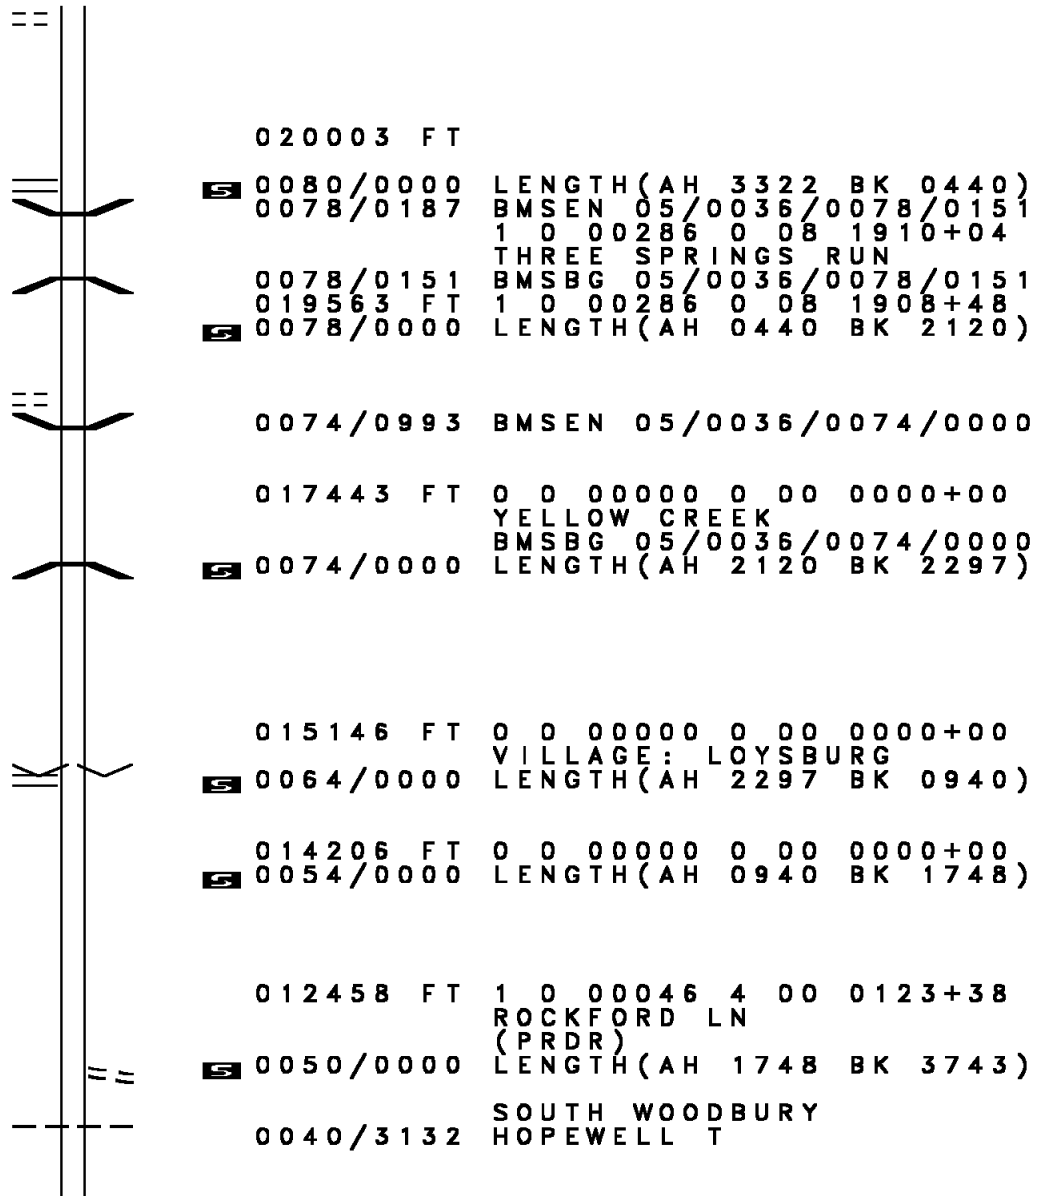 020003 FT
S 0080/0000 LENGTH(AH 3322 BK 0440)
0078/0187 BMSEN 05/0036/0078/0151
1 0 00286 0 08 1910+04
THREE SPRINGS RUN
0078/0151 BMSBG 05/0036/0078/0151
019563 FT 1 0 00286 0 08 1908+48
S 0078/0000 LENGTH(AH 0440 BK 2120)
0074/0993 BMSEN 05/0036/0074/0000
017443 FT 0 0 00000 0 00 0000+00
YELLOW CREEK
BMSBG 05/0036/0074/0000
S 0074/0000 LENGTH(AH 2120 BK 2297)
015146 FT 0 0 00000 0 00 0000+00
VILLAGE: LOYSBURG
S 0064/0000 LENGTH(AH 2297 BK 0940)
014206 FT 0 0 00000 0 00 0000+00
S 0054/0000 LENGTH(AH 0940 BK 1748)
012458 FT 1 0 00046 4 00 0123+38
ROCKFORD LN
(PRDR)
S 0050/0000 LENGTH(AH 1748 BK 3743)
SOUTH WOODBURY
0040/3132 HOPEWELL T